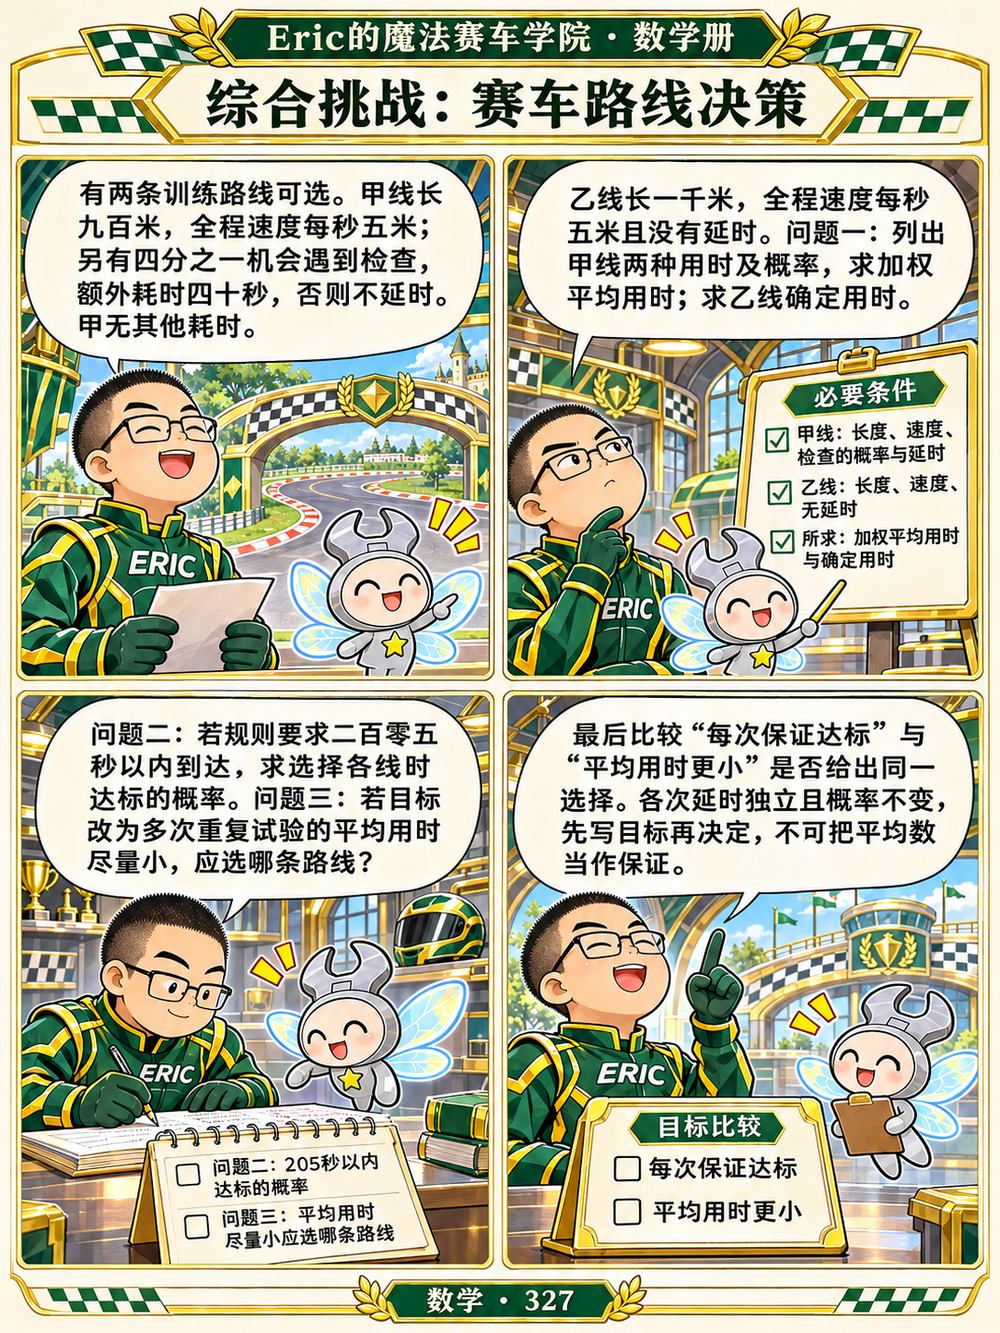 Eric的魔法赛车学院 · 数学册
综合挑战：赛车路线决策
有两条训练路线可选。甲线长
九百米，全程速度每秒五米；
另有四分之一机会遇到检查，
额外耗时四十秒，否则不延时。
甲无其他耗时。
ERIC
乙线长一千米，全程速度每秒
五米且没有延时。问题一：列出
甲线两种用时及概率，求加权
平均用时；求乙线确定用时。
必要条件
甲线：长度、速度、
检查的概率与延时
乙线：长度、速度、
无延时
所求：加权平均用时
与确定用时
ERIC
问题二：若规则要求二百零五
秒以内到达，求选择各线时
达标的概率。问题三：若目标
改为多次重复试验的平均用时
尽量小，应选哪条路线？
ERIC
问题二：205秒以内
达标的概率
问题三：平均用时
尽量小应选哪条路线
最后比较“每次保证达标”与
“平均用时更小”是否给出同一
选择。各次延时独立且概率不变，
先写目标再决定，不可把平均数
当作保证。
ERIC
目标比较
每次保证达标
平均用时更小
数学 · 327